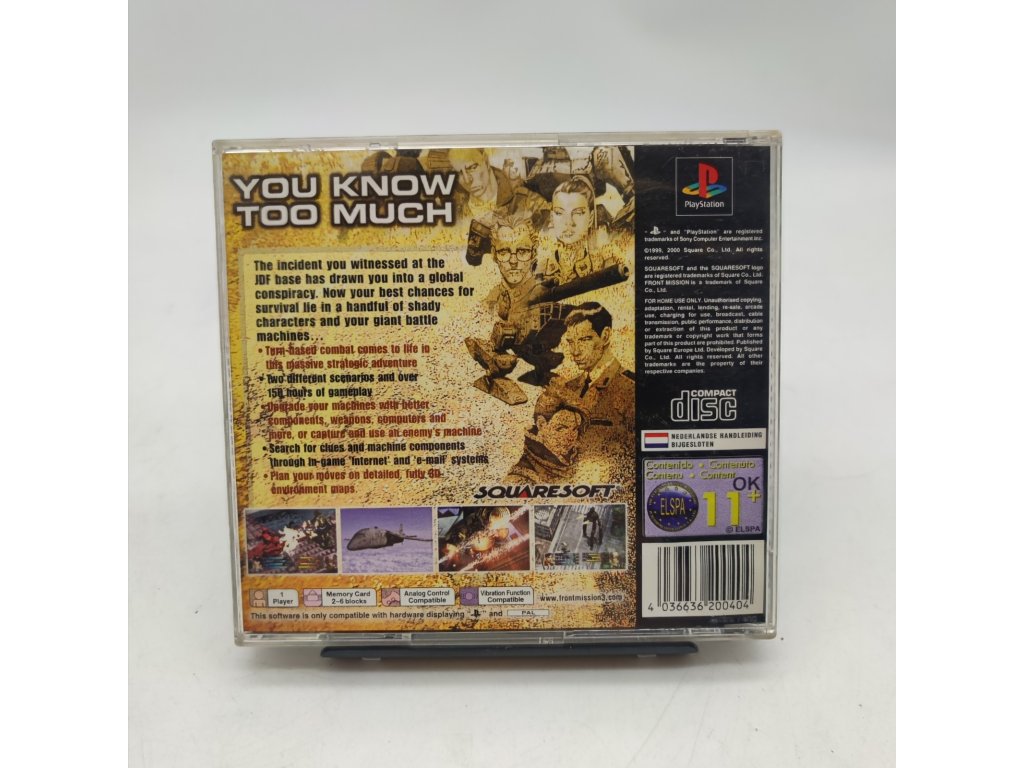 YOU KNOW
TOO MUCH
The incident you witnessed at the
JDF base has drawn you into a global
conspiracy. Now your best chances for
survival lie in a handful of shady
characters and your giant battle
machines...
• Turn-based combat comes to life in
this massive strategic adventure
• Two different scenarios and over
150 hours of gameplay
• Upgrade your machines with better
components, weapons, computers and
more, or capture and use an enemy's machine
• Search for clues and machine components
through in-game 'Internet' and 'e-mail' systems
• Plan your moves on detailed, fully 3D
environment maps
SQUARESOFT
1
Player
Memory Card
2-6 blocks
Analog Control
Compatible
Vibration Function
Compatible
www.frontmission3.com
This software is only compatible with hardware displaying " " and PAL
PlayStation
" " and "PlayStation" are registered
trademarks of Sony Computer Entertainment Inc.
©1999, 2000 Square Co., Ltd. All rights
reserved.
SQUARESOFT and the SQUARESOFT logo
are registered trademarks of Square Co., Ltd.
FRONT MISSION is a trademark of Square
Co., Ltd.
FOR HOME USE ONLY. Unauthorised copying,
adaptation, rental, lending, re-sale, arcade
use, charging for use, broadcast, cable
transmission, public performance, distribution
or extraction of this product or any
trademark or copyright work that forms
part of this product are prohibited. Published
by Square Europe Ltd. Developed by Square
Co., Ltd. All rights reserved. All other
trademarks are the property of their
respective companies.
COMPACT
disc
NEDERLANDSE HANDLEIDING
BIJGESLOTEN
Contenido • Contenuto
Contenu • Content
OK
ELSPA
11+
© ELSPA
4 036636 200404